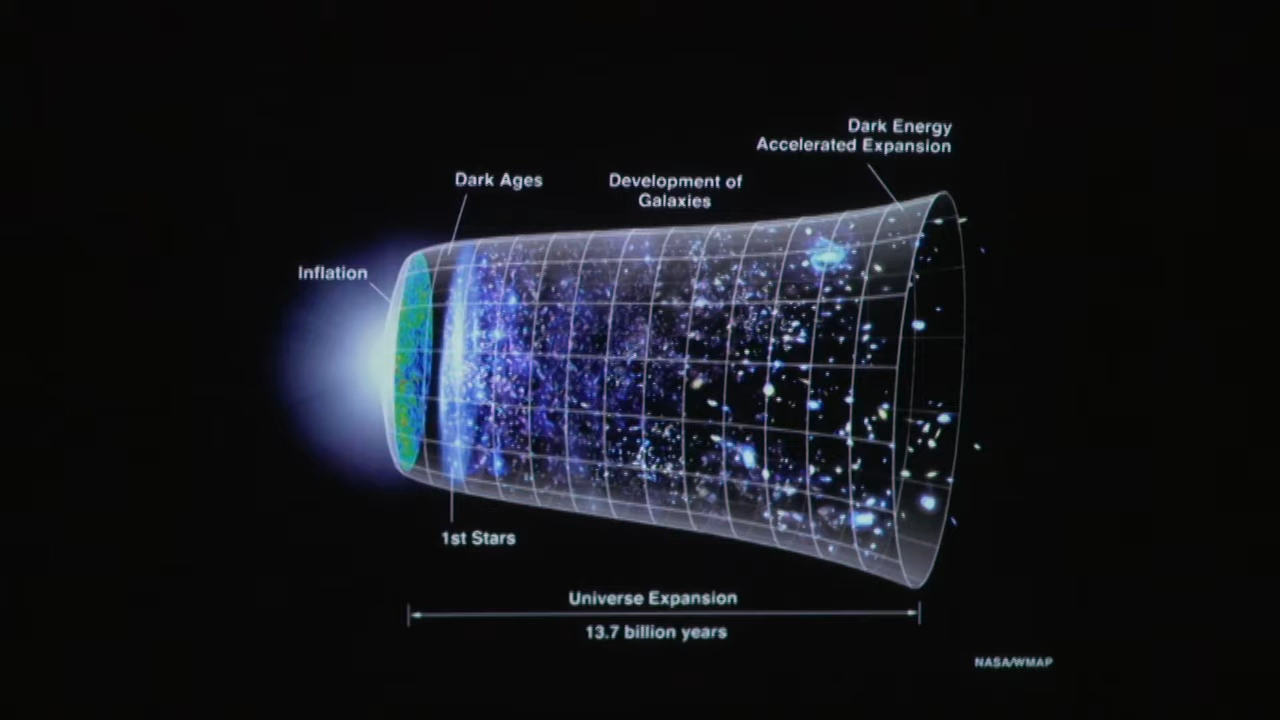 Dark Energy
Accelerated Expansion
Dark Ages
Development of
Galaxies
Inflation
1st Stars
Universe Expansion
13.7 billion years
NASA/WMAP